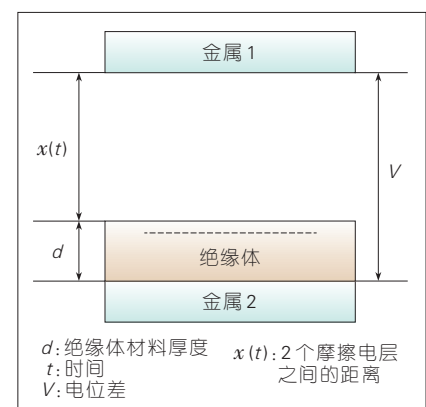 金属1
x(t)
V
d
绝缘体
金属2
d:绝缘体材料厚度
t:时间
V:电位差
x(t):2个摩擦电层
之间的距离